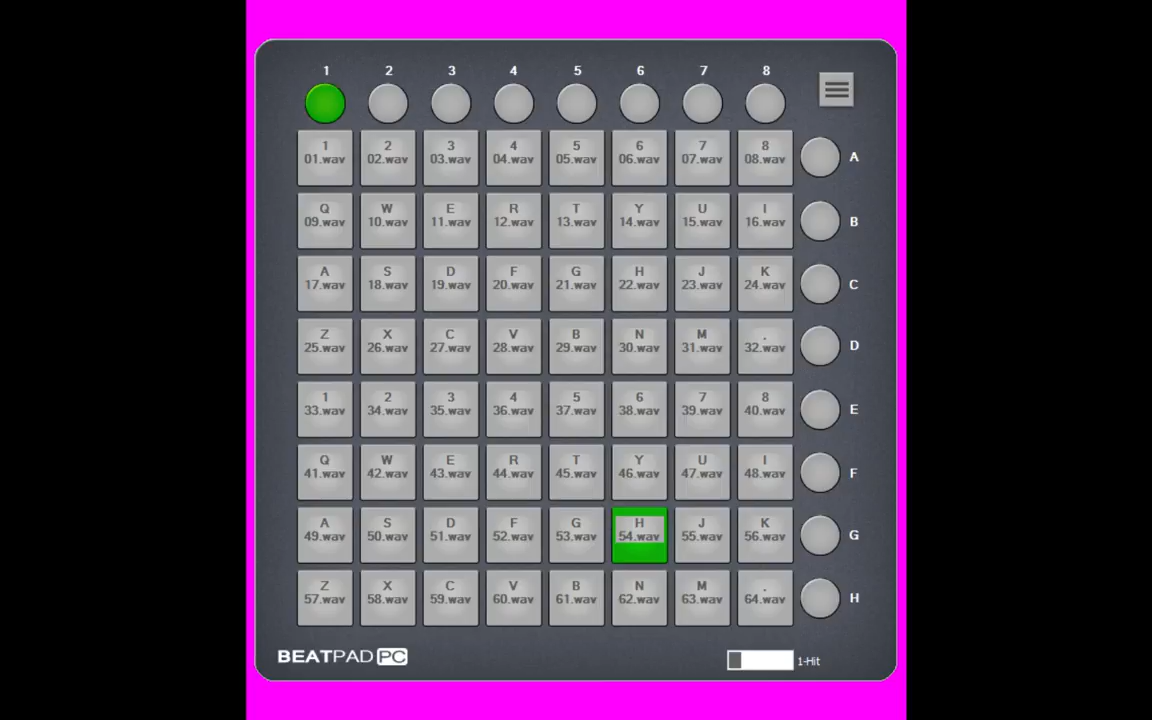 1 2 3 4 5 6 7 8
1 2 3 4 5 6 7 8
01.wav 02.wav 03.wav 04.wav 05.wav 06.wav 07.wav 08.wav A
Q W E R T Y U I
09.wav 10.wav 11.wav 12.wav 13.wav 14.wav 15.wav 16.wav B
A S D F G H J K
17.wav 18.wav 19.wav 20.wav 21.wav 22.wav 23.wav 24.wav C
Z X C V B N M .
25.wav 26.wav 27.wav 28.wav 29.wav 30.wav 31.wav 32.wav D
1 2 3 4 5 6 7 8
33.wav 34.wav 35.wav 36.wav 37.wav 38.wav 39.wav 40.wav E
Q W E R T Y U I
41.wav 42.wav 43.wav 44.wav 45.wav 46.wav 47.wav 48.wav F
A S D F G H J K
49.wav 50.wav 51.wav 52.wav 53.wav 54.wav 55.wav 56.wav G
Z X C V B N M .
57.wav 58.wav 59.wav 60.wav 61.wav 62.wav 63.wav 64.wav H
BEATPAD PC 1-Hit